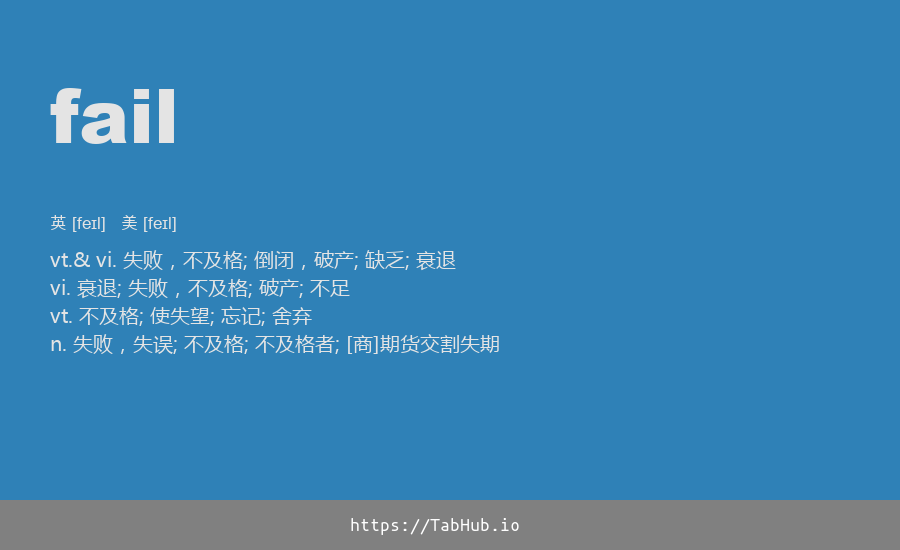 fail
英 [feɪl] 美 [feɪl]
vt.& vi. 失败，不及格; 倒闭，破产; 缺乏; 衰退
vi. 衰退; 失败，不及格; 破产; 不足
vt. 不及格; 使失望; 忘记; 舍弃
n. 失败，失误; 不及格; 不及格者; [商]期货交割失期
https://TabHub.io